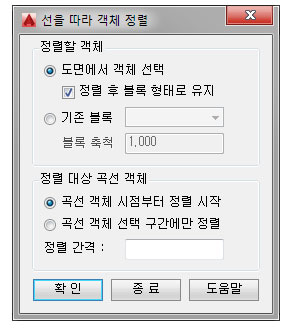 선을 따라 객체 정렬
정렬할 객체
도면에서 객체 선택
정렬 후 블록 형태로 유지
기존 블록
블록 축척 1,000
정렬 대상 곡선 객체
곡선 객체 시점부터 정렬 시작
곡선 객체 선택 구간에만 정렬
정렬 간격 :
확 인 종 료 도움말